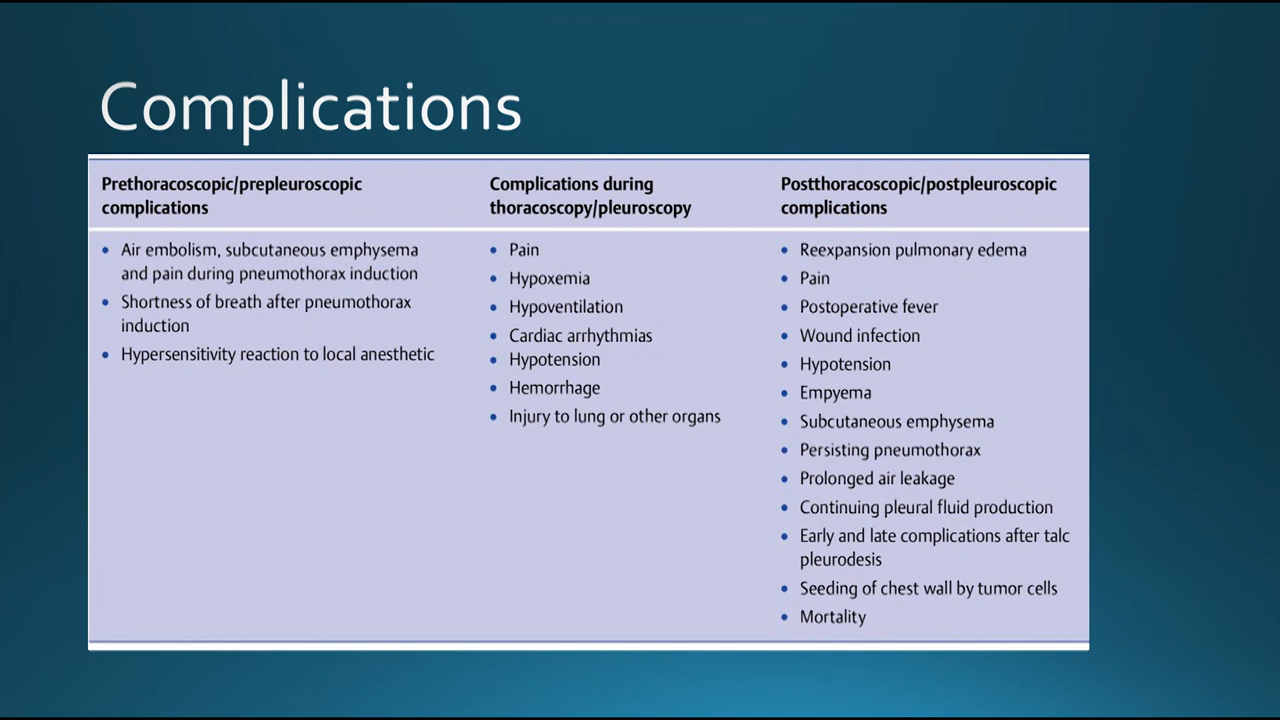 Complications
Prethoracoscopic/prepleuroscopic
complications
• Air embolism, subcutaneous emphysema
and pain during pneumothorax induction
• Shortness of breath after pneumothorax
induction
• Hypersensitivity reaction to local anesthetic
Complications during
thoracoscopy/pleuroscopy
• Pain
• Hypoxemia
• Hypoventilation
• Cardiac arrhythmias
• Hypotension
• Hemorrhage
• Injury to lung or other organs
Postthoracoscopic/postpleuroscopic
complications
• Reexpansion pulmonary edema
• Pain
• Postoperative fever
• Wound infection
• Hypotension
• Empyema
• Subcutaneous emphysema
• Persisting pneumothorax
• Prolonged air leakage
• Continuing pleural fluid production
• Early and late complications after talc
pleurodesis
• Seeding of chest wall by tumor cells
• Mortality